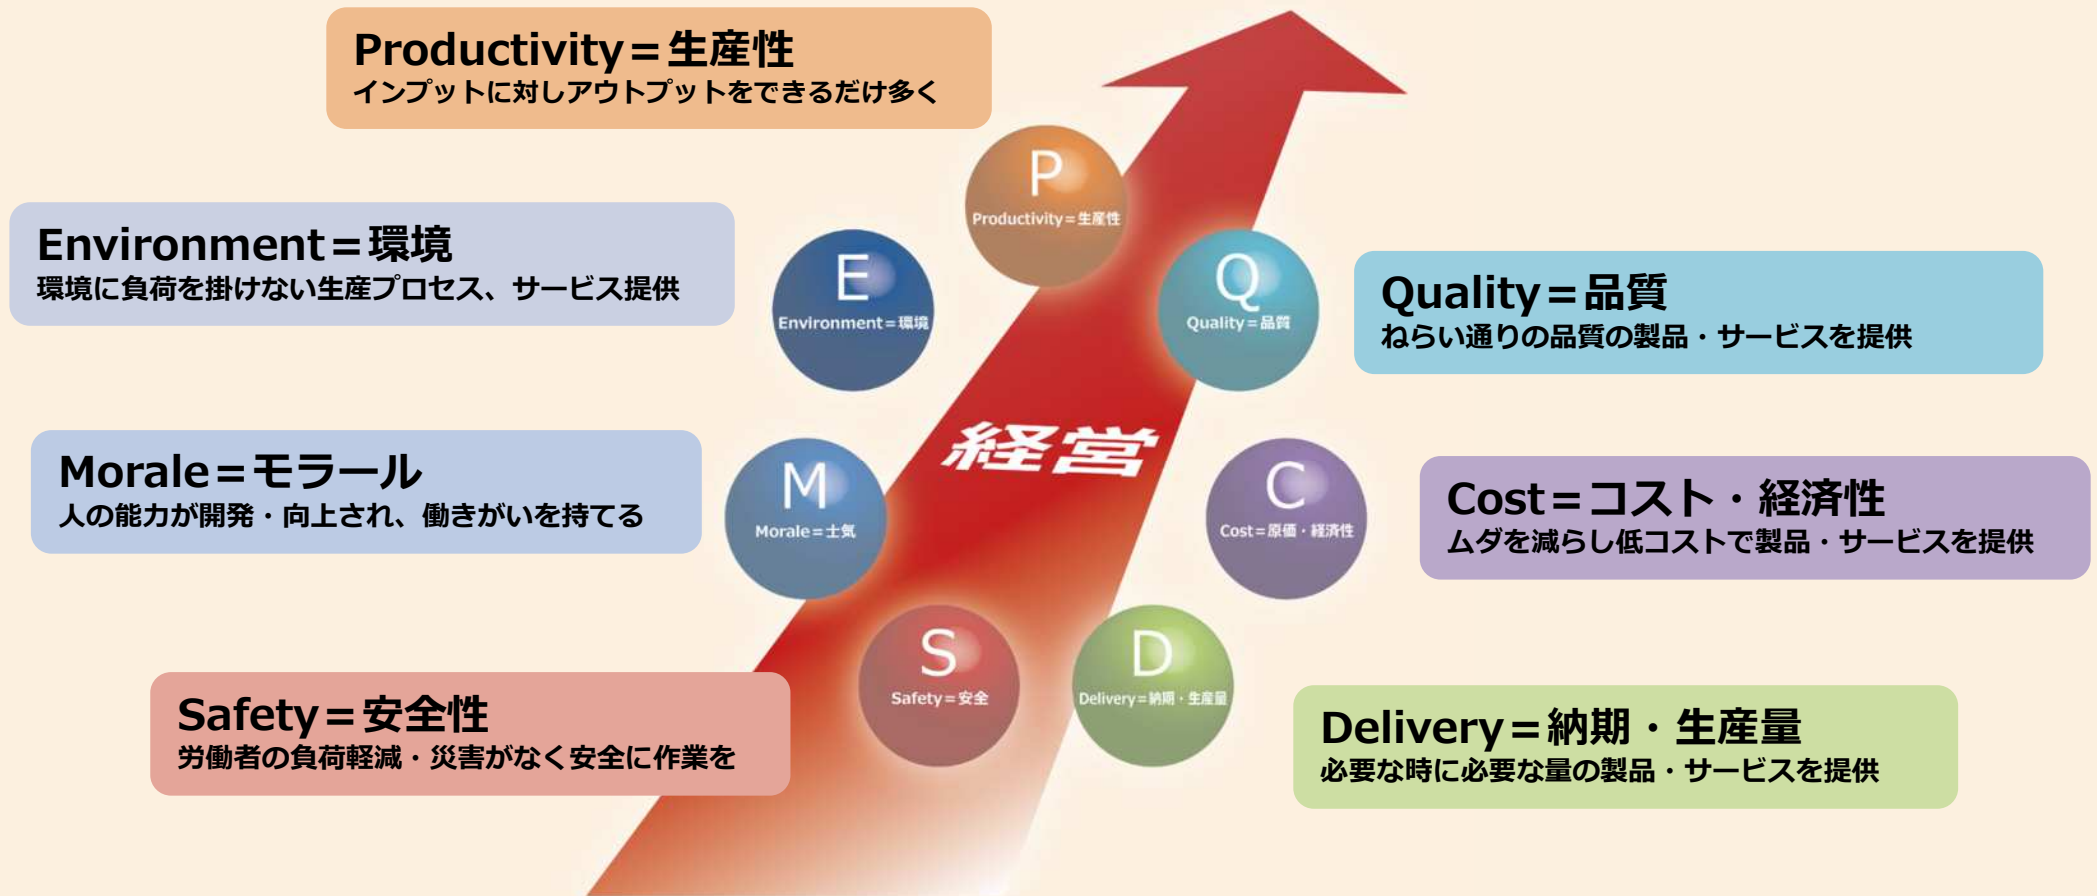 Productivity＝生産性
インプットに対しアウトプットをできるだけ多く
P
Productivity＝生産性
Environment＝環境
環境に負荷を掛けない生産プロセス、サービス提供
E
Environment＝環境
Q
Quality＝品質
Quality＝品質
ねらい通りの品質の製品・サービスを提供
経営
Morale＝モラール
人の能力が開発・向上され、働きがいを持てる
M
Morale＝士気
C
Cost＝原価・経済性
Cost＝コスト・経済性
ムダを減らし低コストで製品・サービスを提供
Safety＝安全性
労働者の負荷軽減・災害がなく安全に作業を
S
Safety＝安全
D
Delivery＝納期・生産量
Delivery＝納期・生産量
必要な時に必要な量の製品・サービスを提供